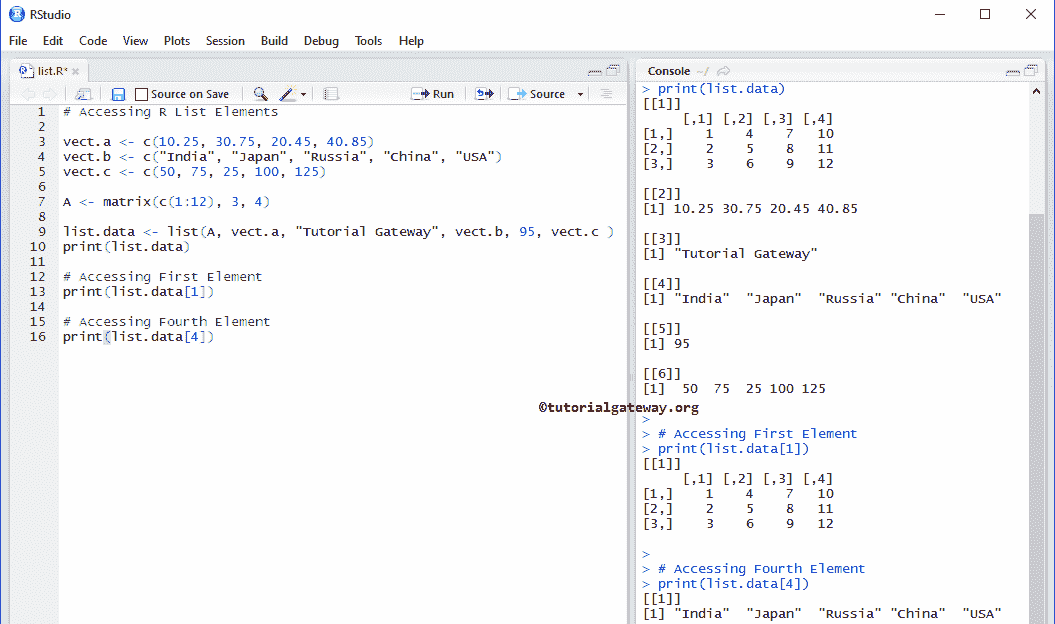 RStudio
File Edit Code View Plots Session Build Debug Tools Help
list.R*
Source on Save Run Source
1 # Accessing R List Elements
2
3 vect.a <- c(10.25, 30.75, 20.45, 40.85)
4 vect.b <- c("India", "Japan", "Russia", "China", "USA")
5 vect.c <- c(50, 75, 25, 100, 125)
6
7 A <- matrix(c(1:12), 3, 4)
8
9 list.data <- list(A, vect.a, "Tutorial Gateway", vect.b, 95, vect.c )
10 print(list.data)
11
12 # Accessing First Element
13 print(list.data[1])
14
15 # Accessing Fourth Element
16 print(list.data[4])
Console ~/
> print(list.data)
[[1]]
     [,1] [,2] [,3] [,4]
[1,]    1    4    7   10
[2,]    2    5    8   11
[3,]    3    6    9   12
[[2]]
[1] 10.25 30.75 20.45 40.85
[[3]]
[1] "Tutorial Gateway"
[[4]]
[1] "India"  "Japan"  "Russia" "China"  "USA"
[[5]]
[1] 95
[[6]]
[1]  50  75  25 100 125
©tutorialgateway.org
>
> # Accessing First Element
> print(list.data[1])
[[1]]
     [,1] [,2] [,3] [,4]
[1,]    1    4    7   10
[2,]    2    5    8   11
[3,]    3    6    9   12
>
> # Accessing Fourth Element
> print(list.data[4])
[[1]]
[1] "India"  "Japan"  "Russia" "China"  "USA"